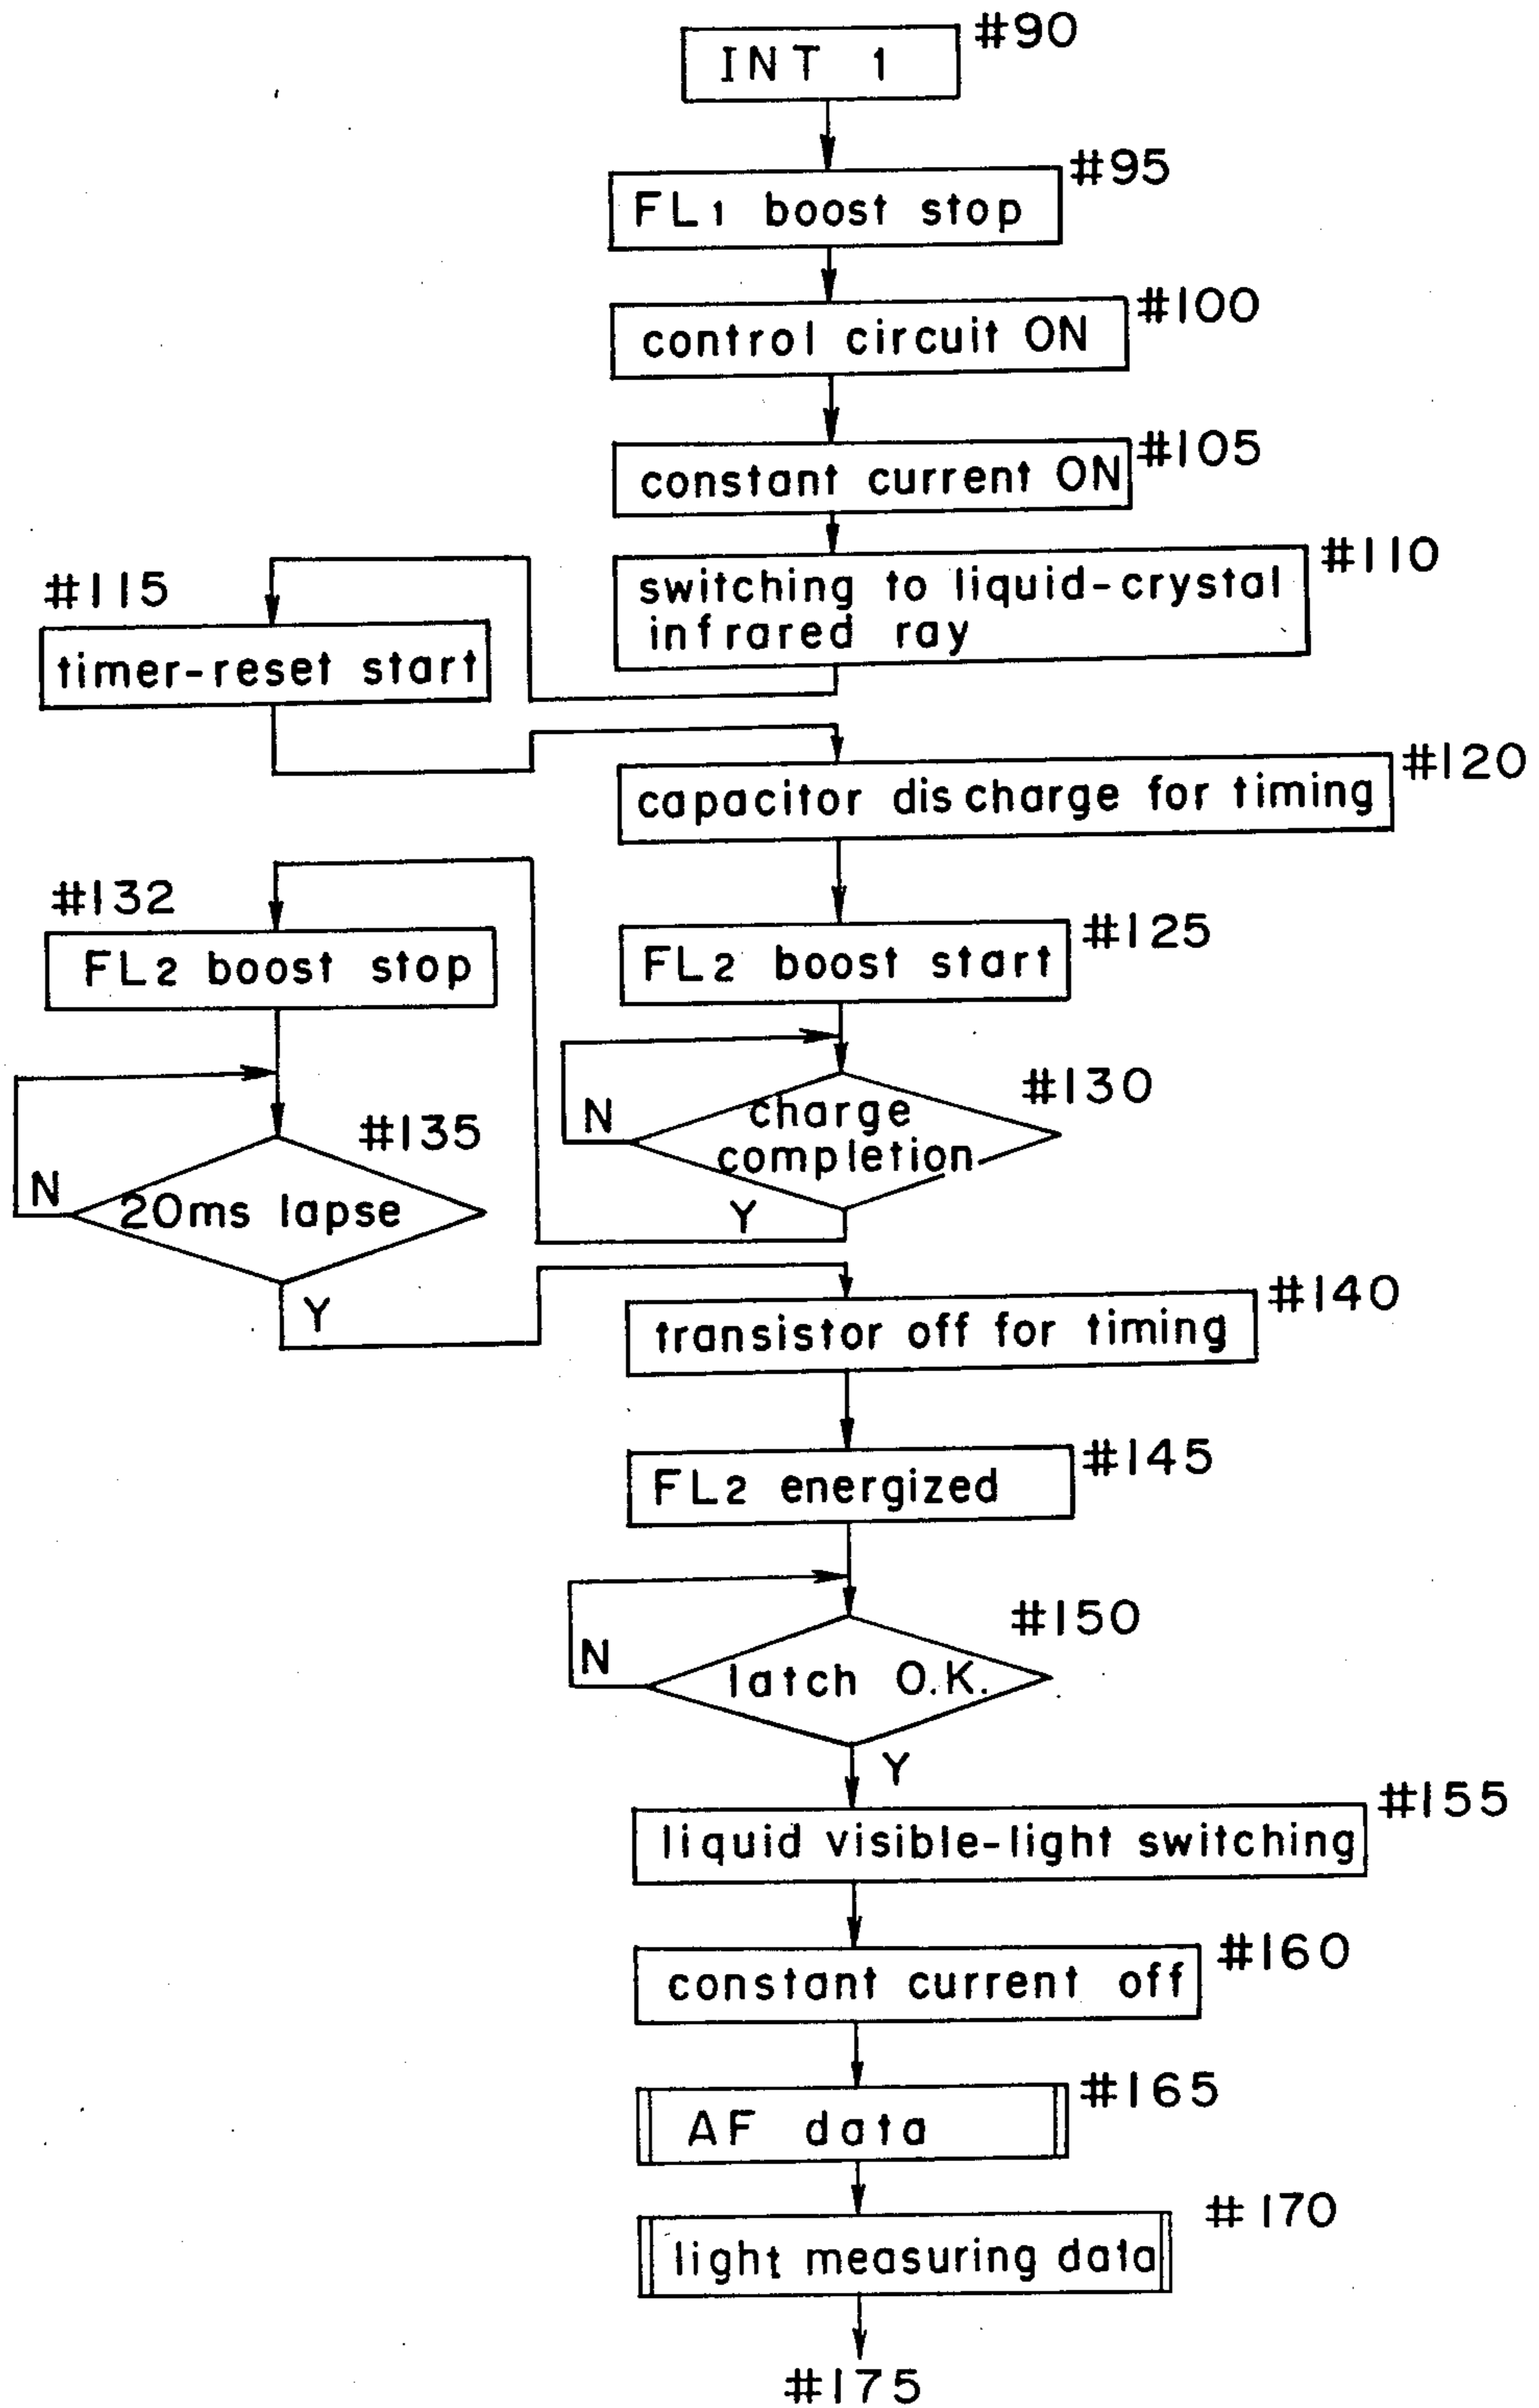 INT 1
#90
#95
FL1 boost stop
#100
control circuit ON
#105
constant current ON
#110
switching to liquid-crystal
infrared ray
#115
timer-reset start
#120
capacitor discharge for timing
#125
FL2 boost start
#130
charge
completion
N
Y
#132
FL2 boost stop
#135
20ms lapse
N
Y
#140
transistor off for timing
#145
FL2 energized
#150
latch O.K.
N
Y
#155
liquid visible-light switching
#160
constant current off
#165
AF data
#170
light measuring data
#175